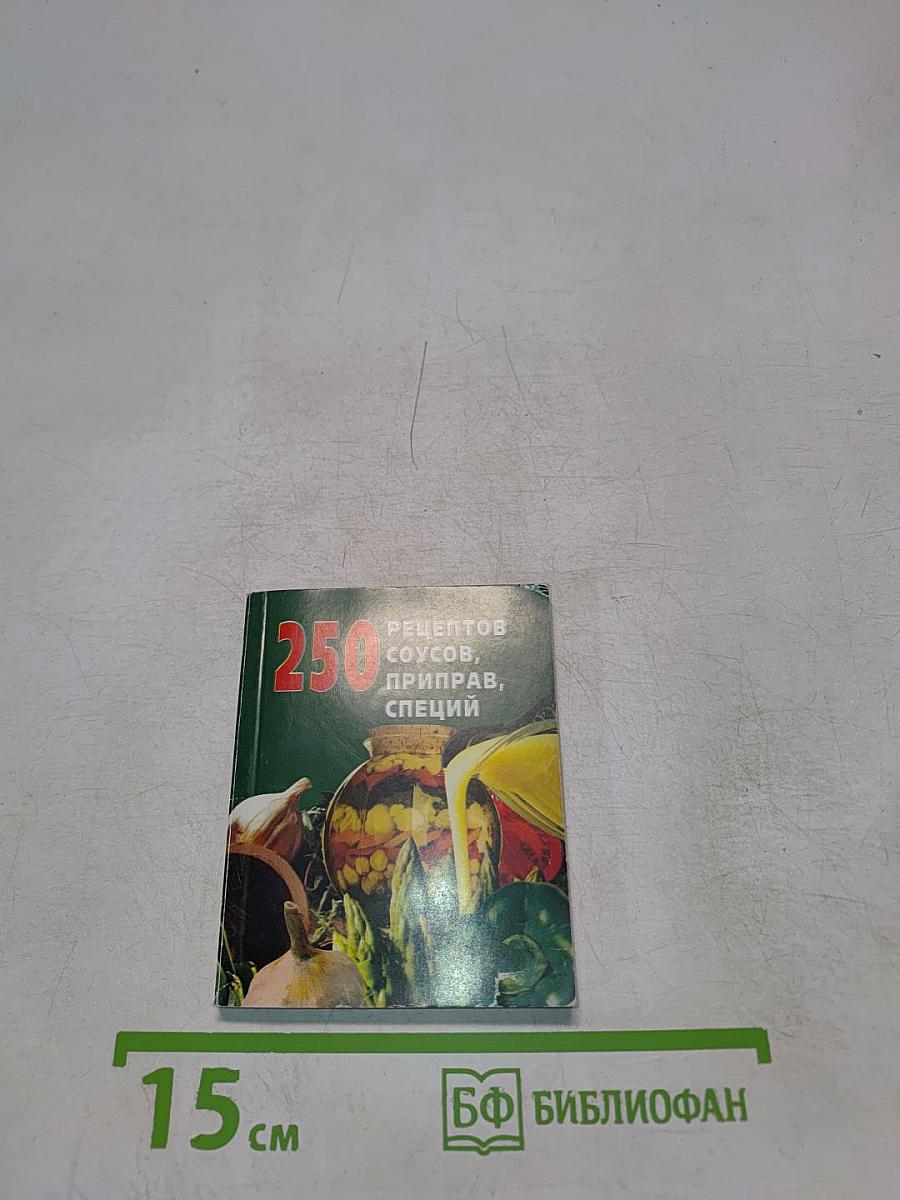 250
РЕЦЕПТОВ
СОУСОВ,
ПРИПРАВ,
СПЕЦИЙ
15 см
БФ БИБЛИОФАН